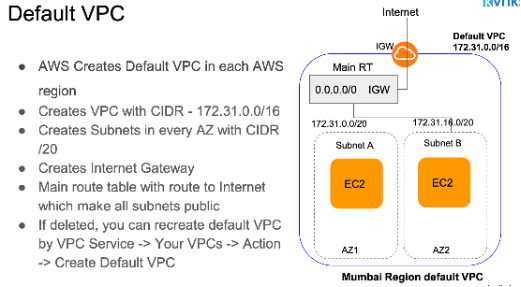 Default VPC
AWS Creates Default VPC in each AWS
region
Creates VPC with CIDR - 172.31.0.0/16
Creates Subnets in every AZ with CIDR
/20
Creates Internet Gateway
Main route table with route to Internet
which make all subnets public
If deleted, you can recreate default VPC
by VPC Service -> Your VPCs -> Action
-> Create Default VPC
Internet
IGW
Default VPC
172.31.0.0/16
Main RT
0.0.0.0/0 IGW
172.31.0.0/20
172.31.16.0/20
Subnet A
Subnet B
EC2
EC2
AZ1
AZ2
Mumbai Region default VPC